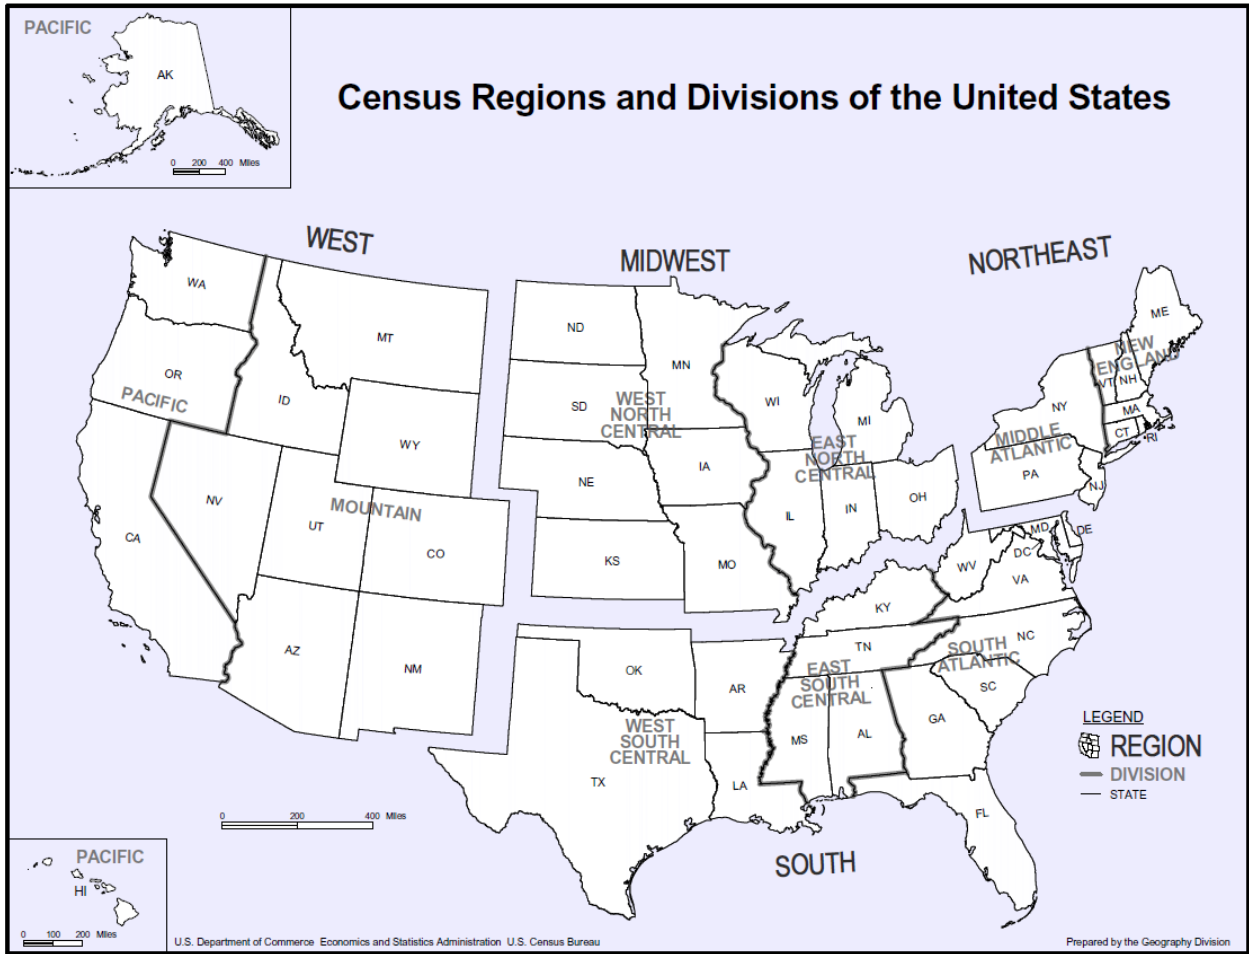 PACIFIC
AK
0 200 400 Miles
Census Regions and Divisions of the United States
WEST
MIDWEST
NORTHEAST
WA
MT
ND
MN
ME
OR
PACIFIC
ID
SD
WEST
NORTH
CENTRAL
WI
MI
NY
NEW
ENGLAND
VT
NH
MA
CT
RI
WY
EAST
NORTH
CENTRAL
MIDDLE
ATLANTIC
IA
NE
PA
NJ
NV
MOUNTAIN
UT
CO
IL
IN
OH
CA
KS
MO
WV
MD
DE
DC
VA
KY
AZ
NM
OK
AR
TN
NC
SOUTH
ATLANTIC
SC
EAST
SOUTH
CENTRAL
WEST
SOUTH
CENTRAL
MS
AL
GA
TX
LA
FL
0 200 400 Miles
LEGEND
REGION
DIVISION
STATE
SOUTH
PACIFIC
HI
0 100 200 Miles
U.S. Department of Commerce Economics and Statistics Administration U.S. Census Bureau
Prepared by the Geography Division